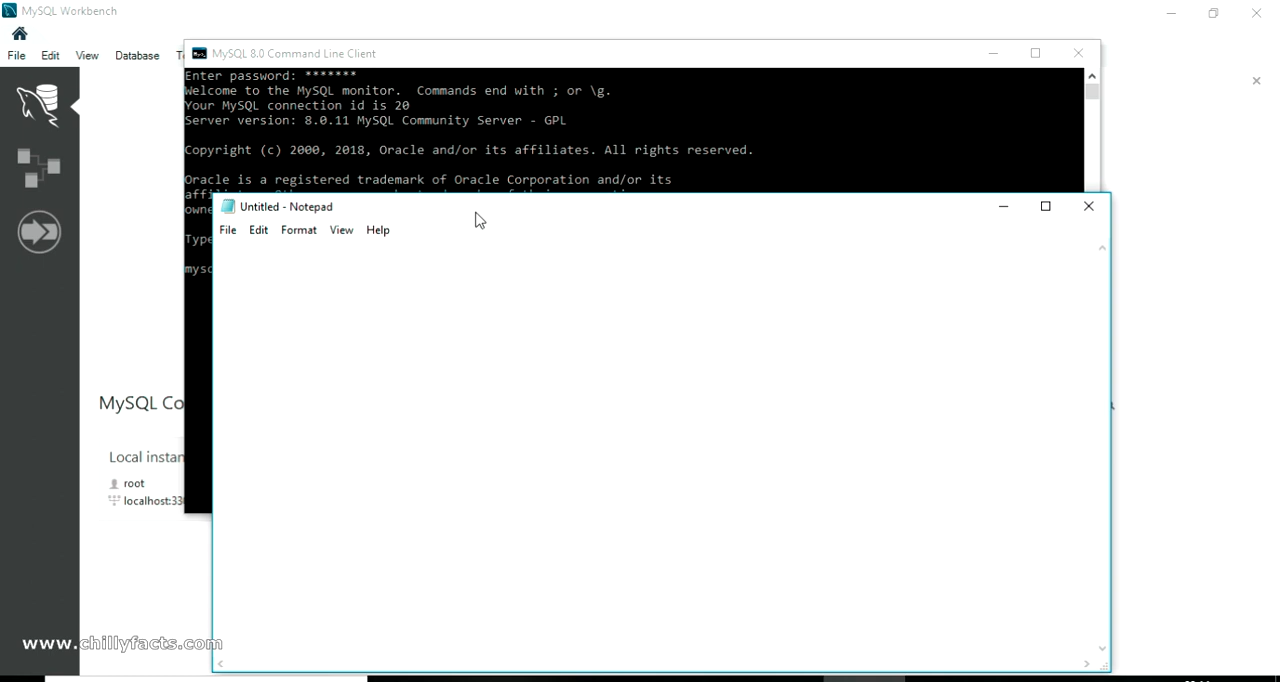 MySQL Workbench
File Edit View Database
MySQL 8.0 Command Line Client
Enter password: *******
Welcome to the MySQL monitor.  Commands end with ; or \g.
Your MySQL connection id is 20
Server version: 8.0.11 MySQL Community Server - GPL
Copyright (c) 2000, 2018, Oracle and/or its affiliates. All rights reserved.
Oracle is a registered trademark of Oracle Corporation and/or its
Type
Untitled - Notepad
File Edit Format View Help
MySQL Co
Local instan
root
localhost:33
www.chillyfacts.com